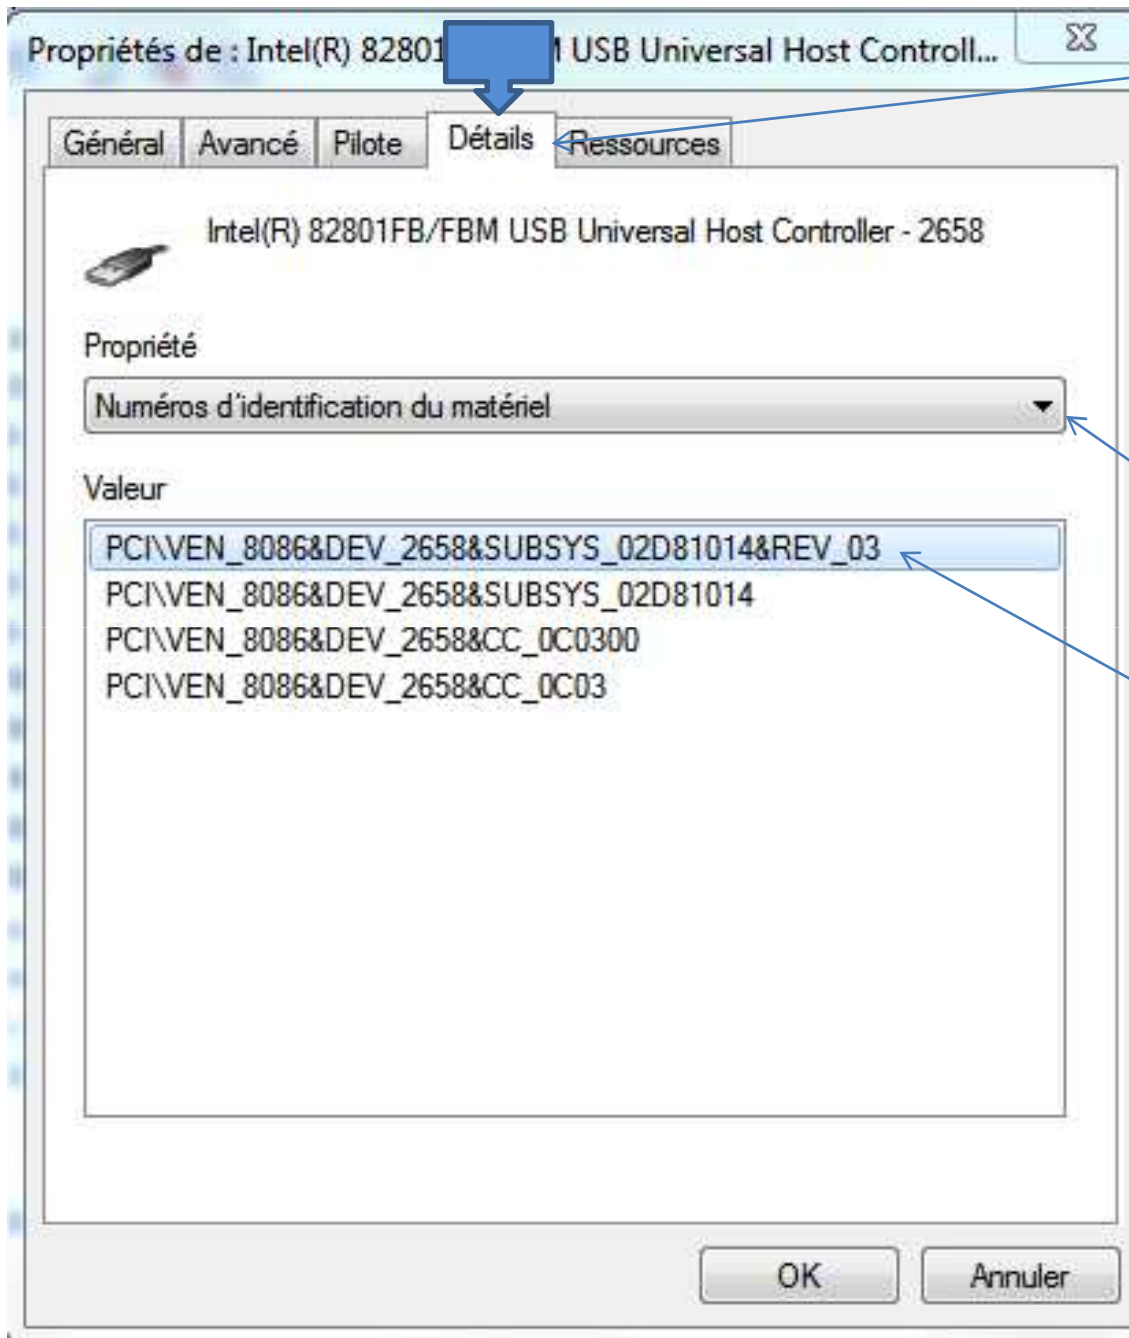 Propriétés de : Intel(R) 82801 M USB Universal Host Controll...
Général Avancé Pilote Détails Ressources
Intel(R) 82801FB/FBM USB Universal Host Controller - 2658
Propriété
Numéros d'identification du matériel
Valeur
PCI\VEN_8086&DEV_2658&SUBSYS_02D81014&REV_03
PCI\VEN_8086&DEV_2658&SUBSYS_02D81014
PCI\VEN_8086&DEV_2658&CC_0C0300
PCI\VEN_8086&DEV_2658&CC_0C03
OK Annuler